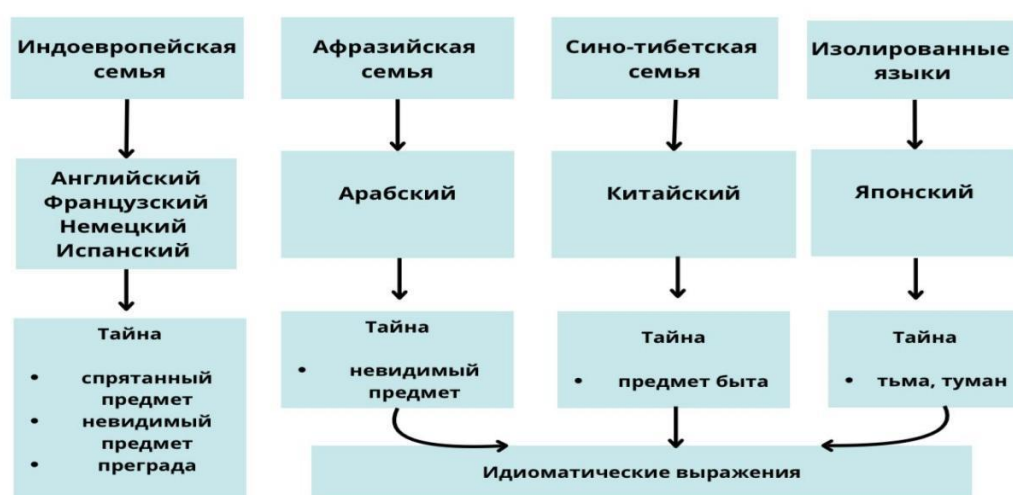 Индоевропейская
семья
Афразийская
семья
Сино-тибетская
семья
Изолированные
языки
Английский
Французский
Немецкий
Испанский
Арабский
Китайский
Японский
Тайна
• спрятанный
предмет
• невидимый
предмет
• преграда
Тайна
• невидимый
предмет
Тайна
• предмет быта
Тайна
• тьма, туман
Идиоматические выражения